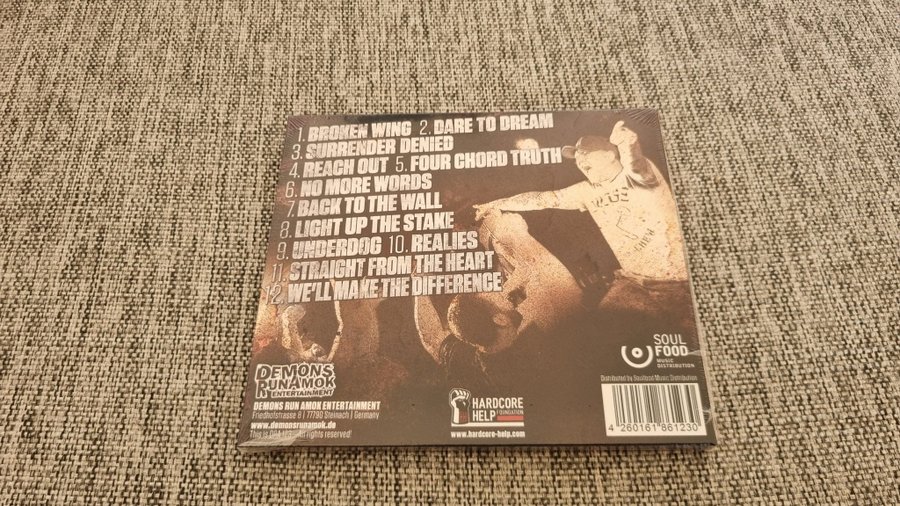 1. BROKEN WING 2. DARE TO DREAM
3. SURRENDER DENIED
4. REACH OUT 5. FOUR CHORD TRUTH
6. NO MORE WORDS
7. BACK TO THE WALL
8. LIGHT UP THE STAKE
9. UNDERDOG 10. REALIES
11. STRAIGHT FROM THE HEART
12. WE'LL MAKE THE DIFFERENCE
CREW
SOUL
FOOD
MUSIC
DISTRIBUTION
Distributed by Soulfood Music Distribution
DEMONS
RUN AMOK
ENTERTAINMENT
DEMONS RUN AMOK ENTERTAINMENT
Friedhofstrasse 8 | 77790 Steinach | Germany
www.demonsrunamok.de
This is DRA all rights reserved!
HARDCORE
HELP
FOUNDATION
www.hardcore-help.com
4 260161 861230